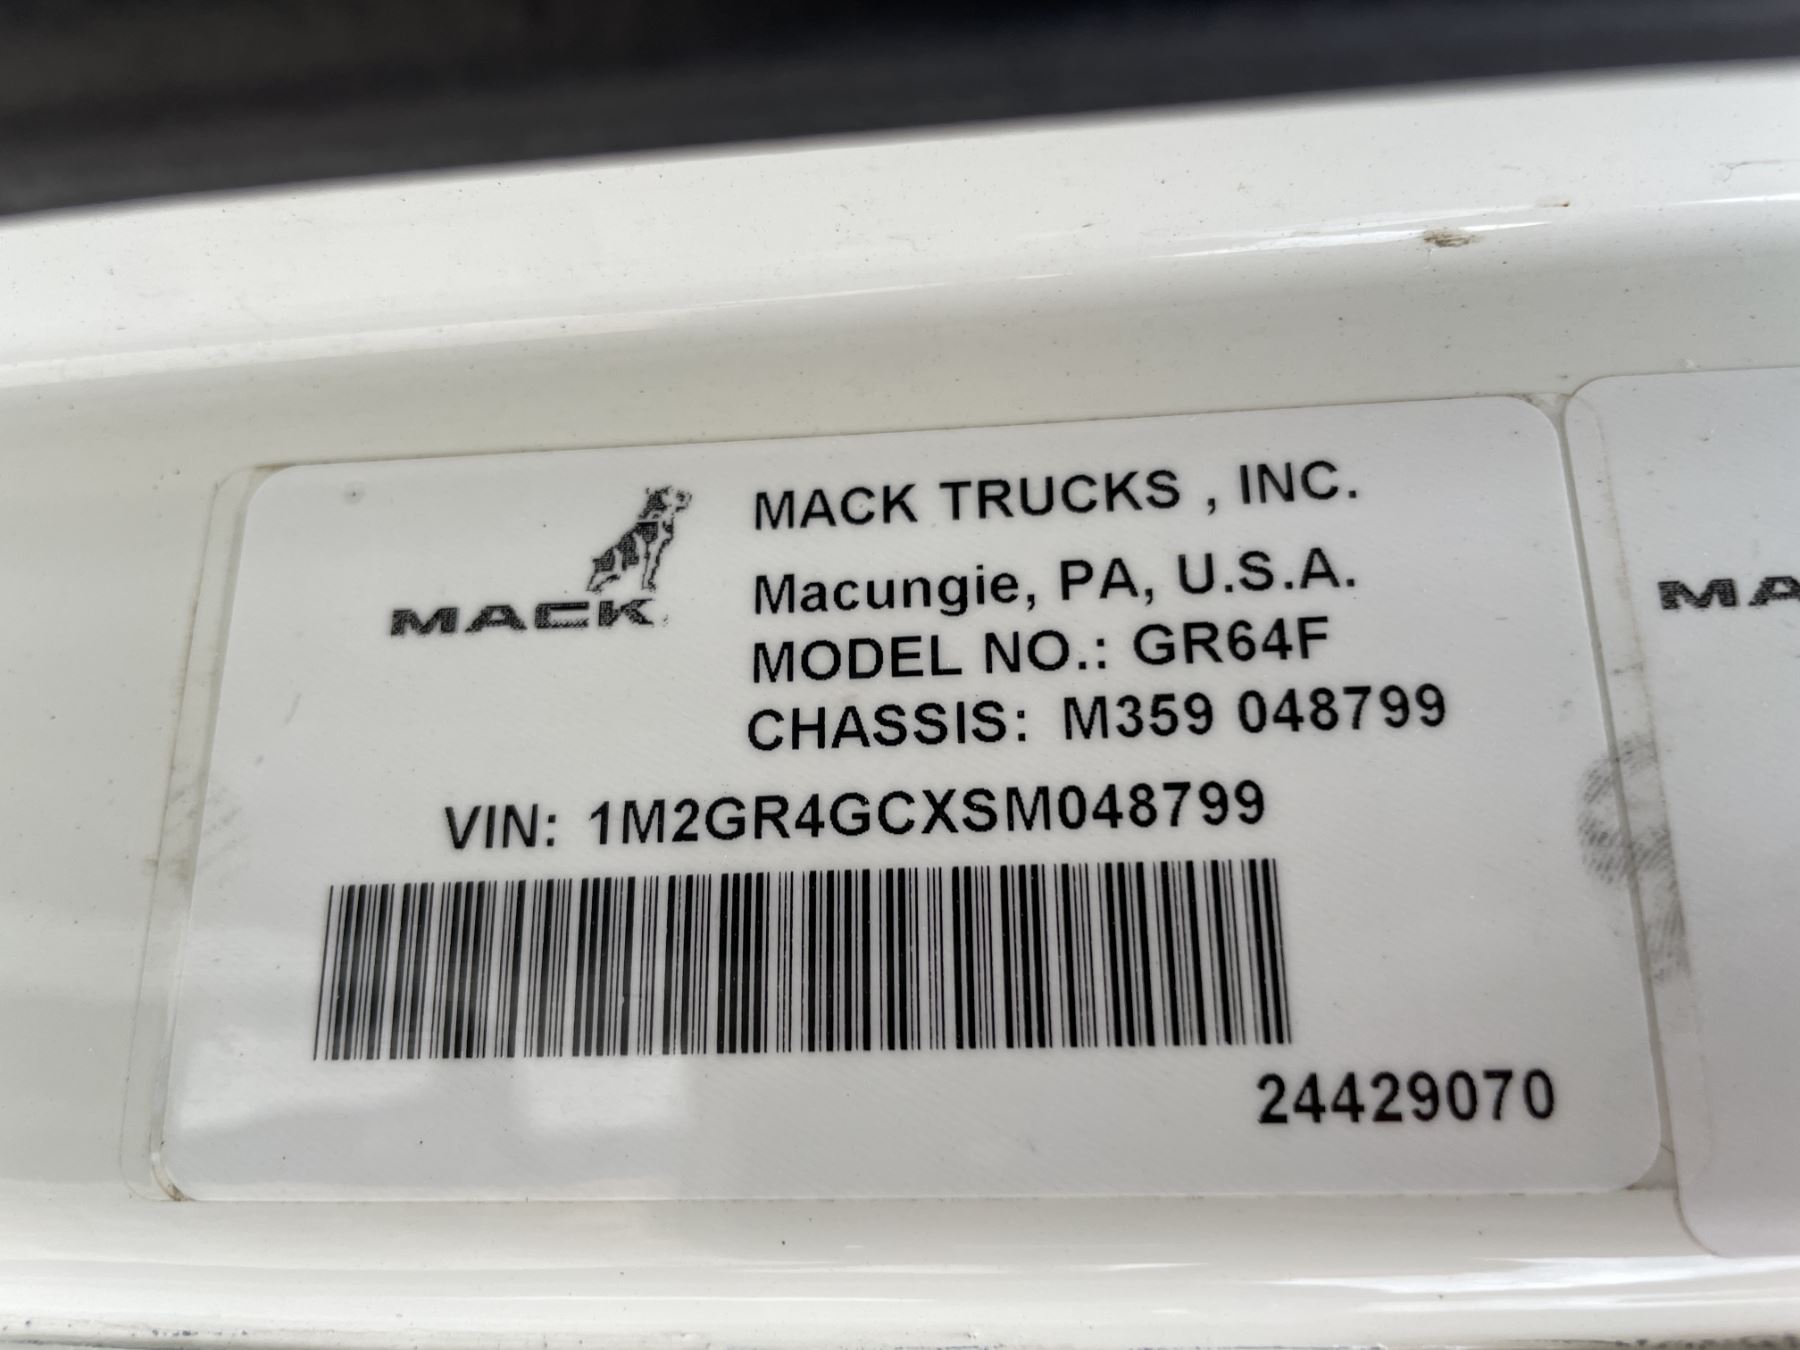 MACK
MACK TRUCKS , INC.
Macungie, PA, U.S.A.
MODEL NO.: GR64F
CHASSIS: M359 048799
VIN: 1M2GR4GCXSM048799
24429070
MA